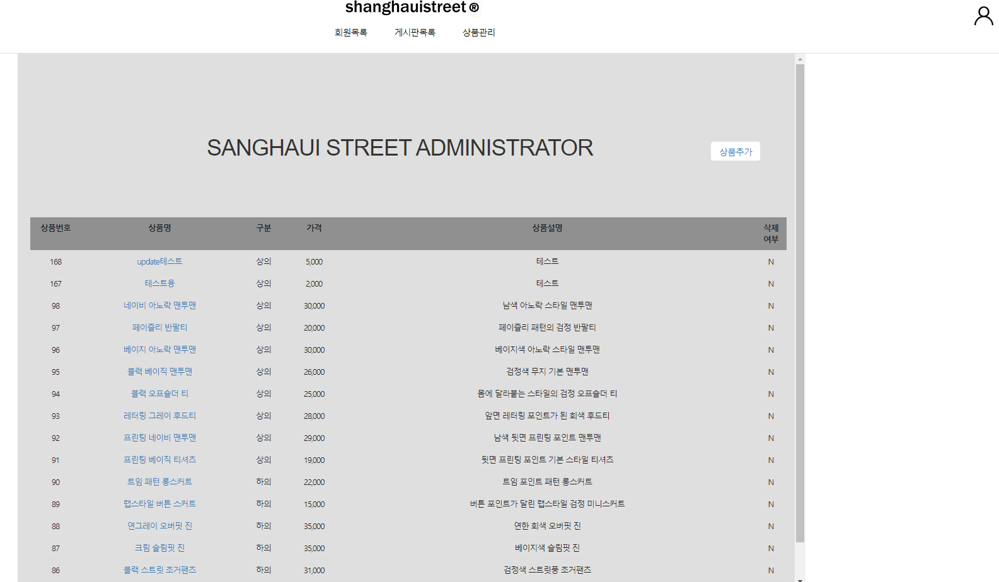 shanghauistreet ®
회원목록 게시판목록 상품관리
SANGHAUI STREET ADMINISTRATOR
상품추가
상품번호 상품명 구분 가격 상품설명 삭제
여부
168 update테스트 상의 5,000 테스트 N
167 테스트용 상의 2,000 테스트 N
98 네이비 아노락 맨투맨 상의 30,000 남색 아노락 스타일 맨투맨 N
97 페이즐리 반팔티 상의 20,000 페이즐리 패턴의 검정 반팔티 N
96 베이지 아노락 맨투맨 상의 30,000 베이지색 아노락 스타일 맨투맨 N
95 블랙 베이직 맨투맨 상의 26,000 검정색 무지 기본 맨투맨 N
94 블랙 오프숄더 티 상의 25,000 몸에 달라붙는 스타일의 검정 오프숄더 티 N
93 레터링 그레이 후드티 상의 28,000 앞면 레터링 포인트가 된 회색 후드티 N
92 프린팅 네이비 맨투맨 상의 29,000 남색 뒷면 프린팅 포인트 맨투맨 N
91 프린팅 베이직 티셔츠 상의 19,000 뒷면 프린팅 포인트 기본 스타일 티셔츠 N
90 트임 패턴 롱스커트 하의 22,000 트임 포인트 패턴 롱스커트 N
89 랩스타일 버튼 스커트 하의 15,000 버튼 포인트가 달린 랩스타일 검정 미니스커트 N
88 연그레이 오버핏 진 하의 35,000 연한 회색 오버핏 진 N
87 크림 슬림핏 진 하의 35,000 베이지색 슬림핏 진 N
86 블랙 스트릿 조거팬츠 하의 31,000 검정색 스트릿풍 조거팬츠 N